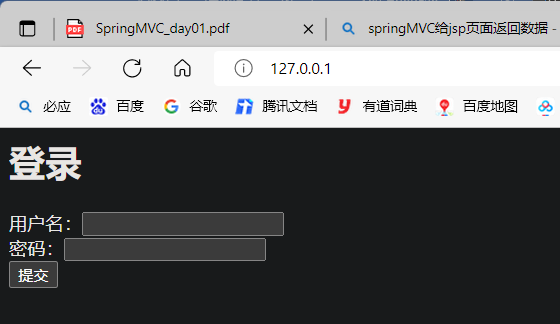 PDF
SpringMVC_day01.pdf
springMVC给jsp页面返回数据 -
127.0.0.1
必应
百度
谷歌
腾讯文档
有道词典
百度地图
登录
用户名：
密码：
提交